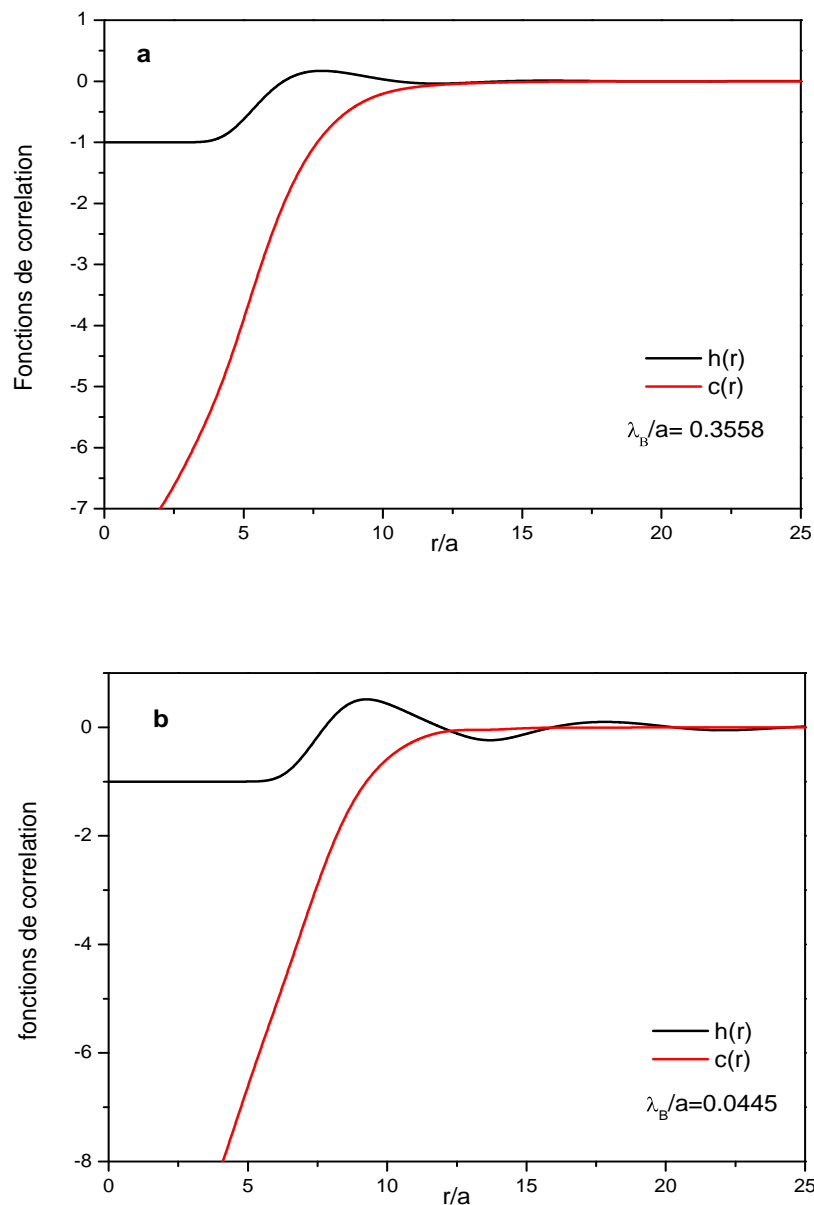 a
1
0
-1
-2
-3
-4
-5
-6
-7
Fonctions de correlation
h(r)
c(r)
λB/a= 0.3558
0 5 10 15 20 25
r/a
b
0
-2
-4
-6
-8
fonctions de correlation
h(r)
c(r)
λB/a=0.0445
0 5 10 15 20 25
r/a